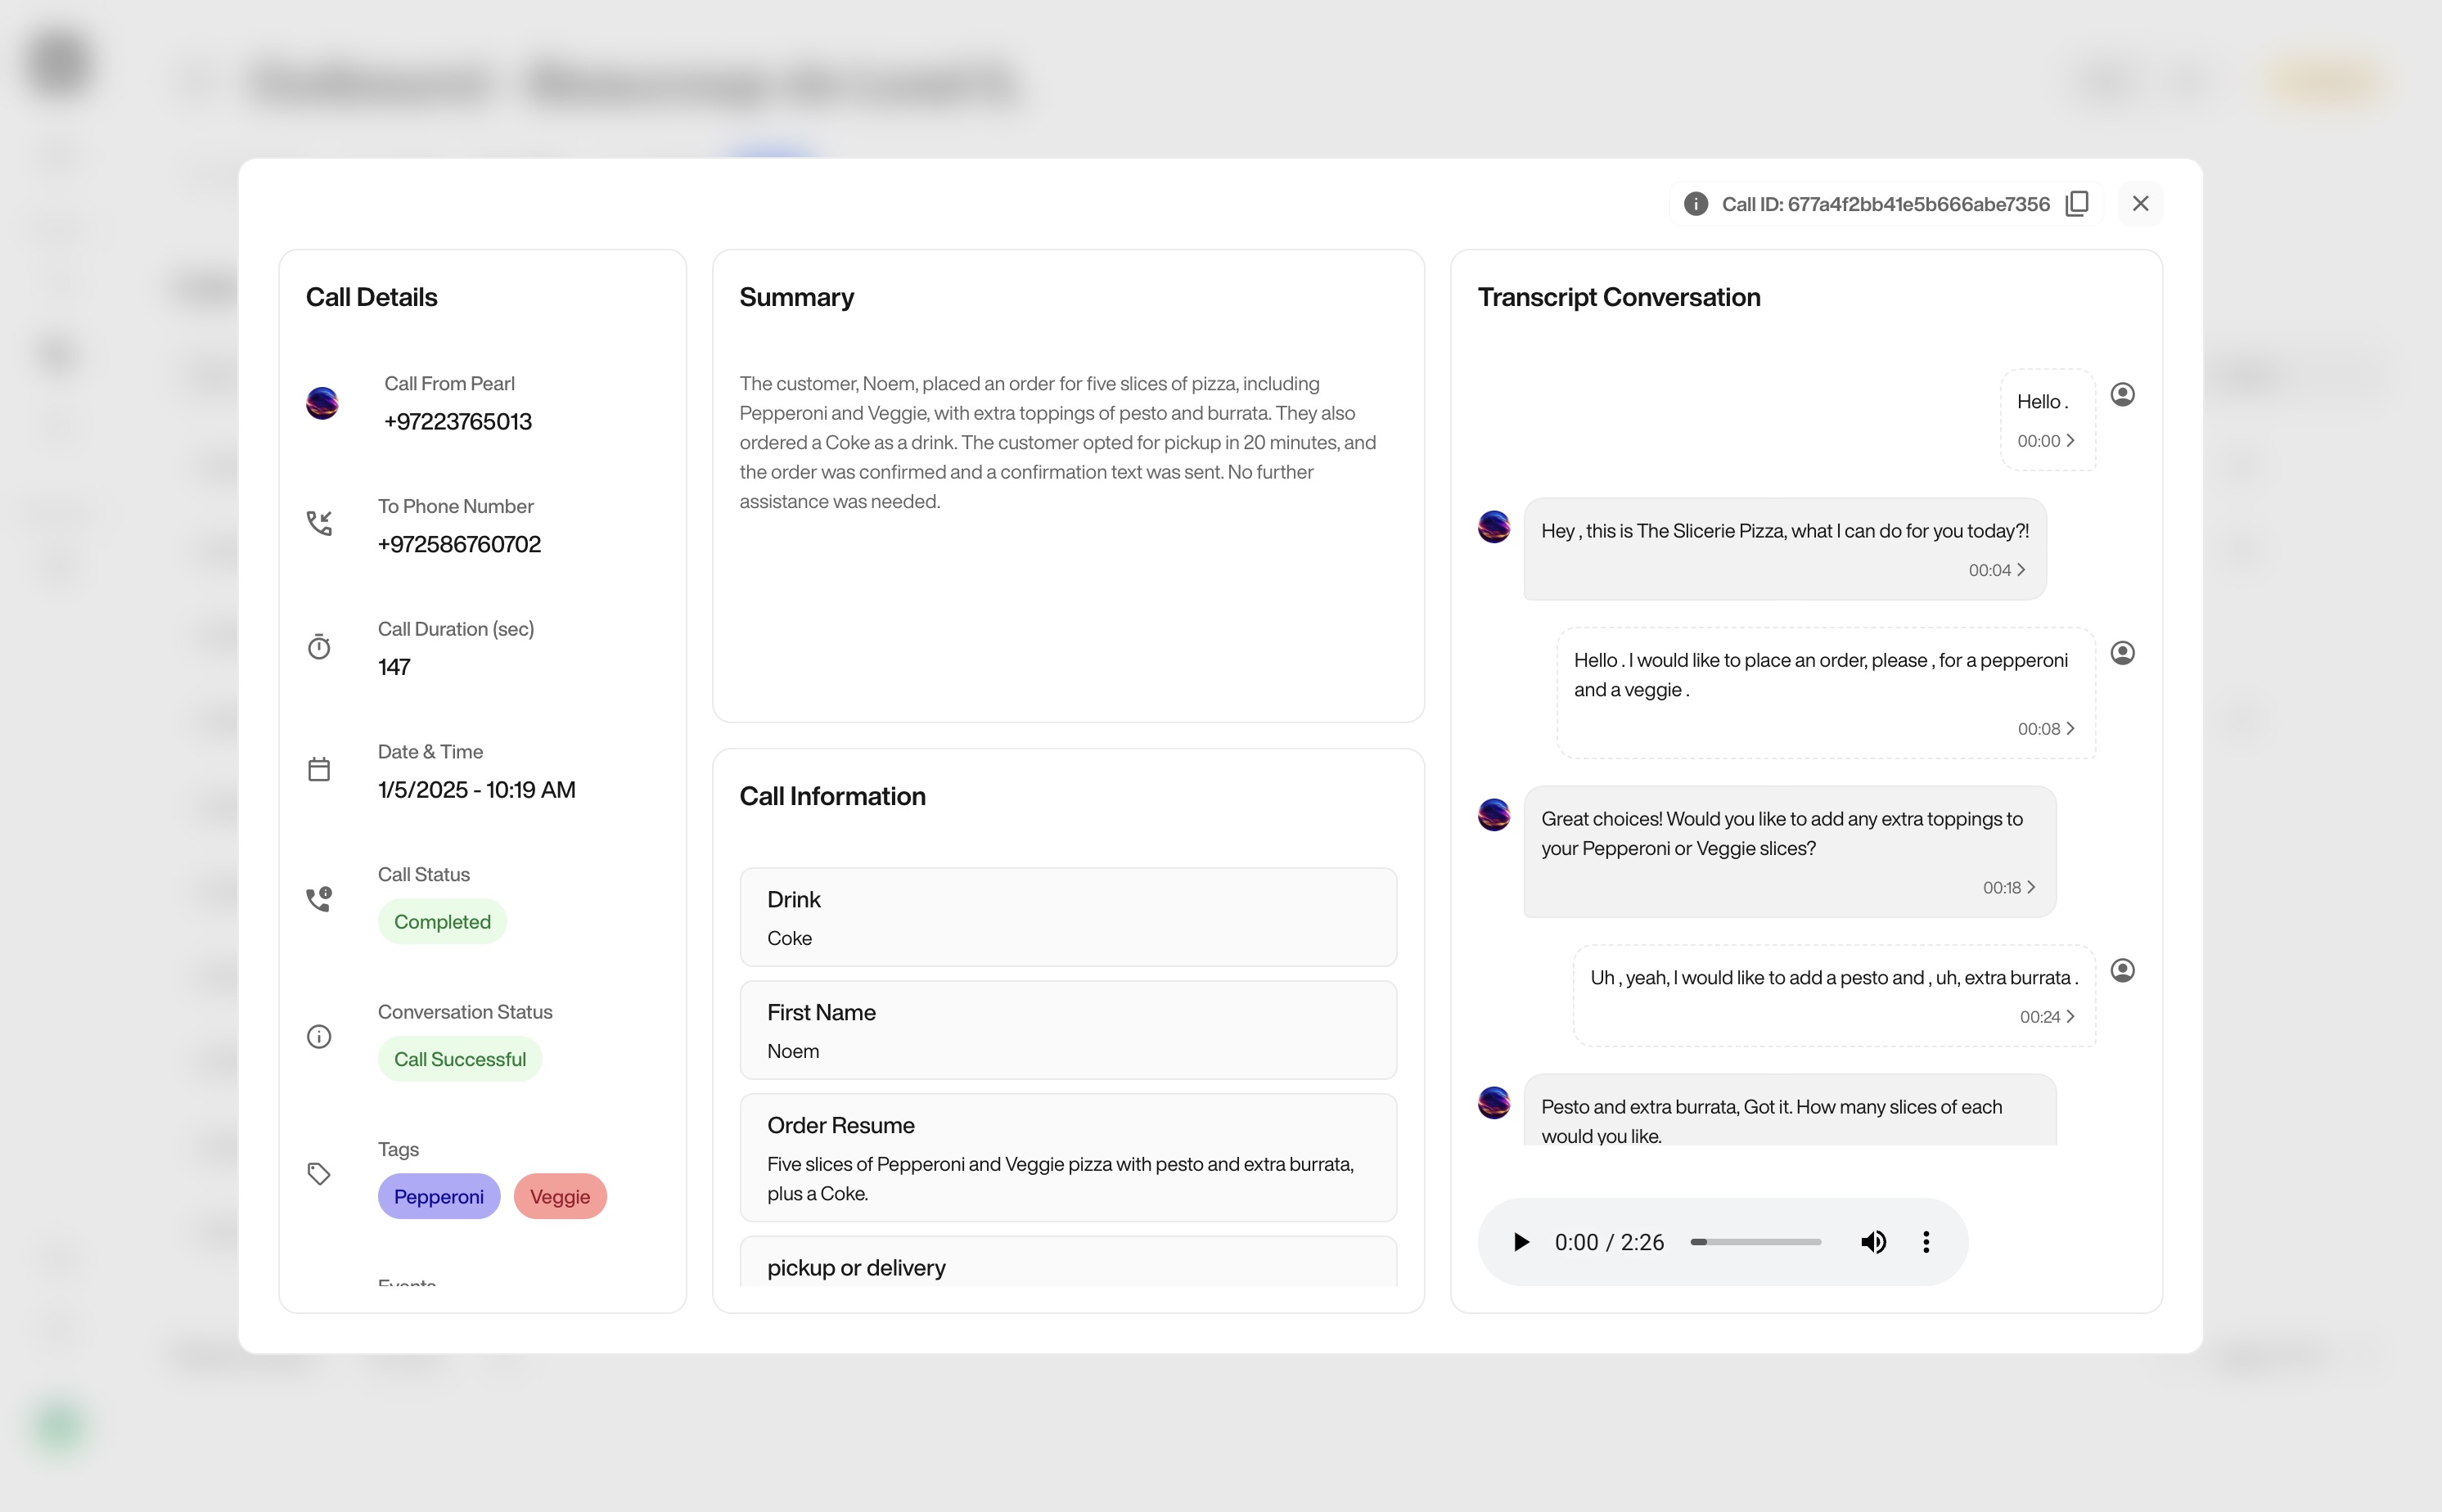 Call ID: 677a4f2bb41e5b666abe7356
Call Details
Call From Pearl
+97223765013
To Phone Number
+972586760702
Call Duration (sec)
147
Date & Time
1/5/2025 - 10:19 AM
Call Status
Completed
Conversation Status
Call Successful
Tags
Pepperoni Veggie
Events
Summary
The customer, Noem, placed an order for five slices of pizza, including
Pepperoni and Veggie, with extra toppings of pesto and burrata. They also
ordered a Coke as a drink. The customer opted for pickup in 20 minutes, and
the order was confirmed and a confirmation text was sent. No further
assistance was needed.
Call Information
Drink
Coke
First Name
Noem
Order Resume
Five slices of Pepperoni and Veggie pizza with pesto and extra burrata,
plus a Coke.
pickup or delivery
Transcript Conversation
Hello .
00:00
Hey , this is The Slicerie Pizza, what I can do for you today?!
00:04
Hello . I would like to place an order, please , for a pepperoni
and a veggie .
00:08
Great choices! Would you like to add any extra toppings to
your Pepperoni or Veggie slices?
00:18
Uh , yeah, I would like to add a pesto and , uh, extra burrata .
00:24
Pesto and extra burrata, Got it. How many slices of each
would you like.
0:00 / 2:26